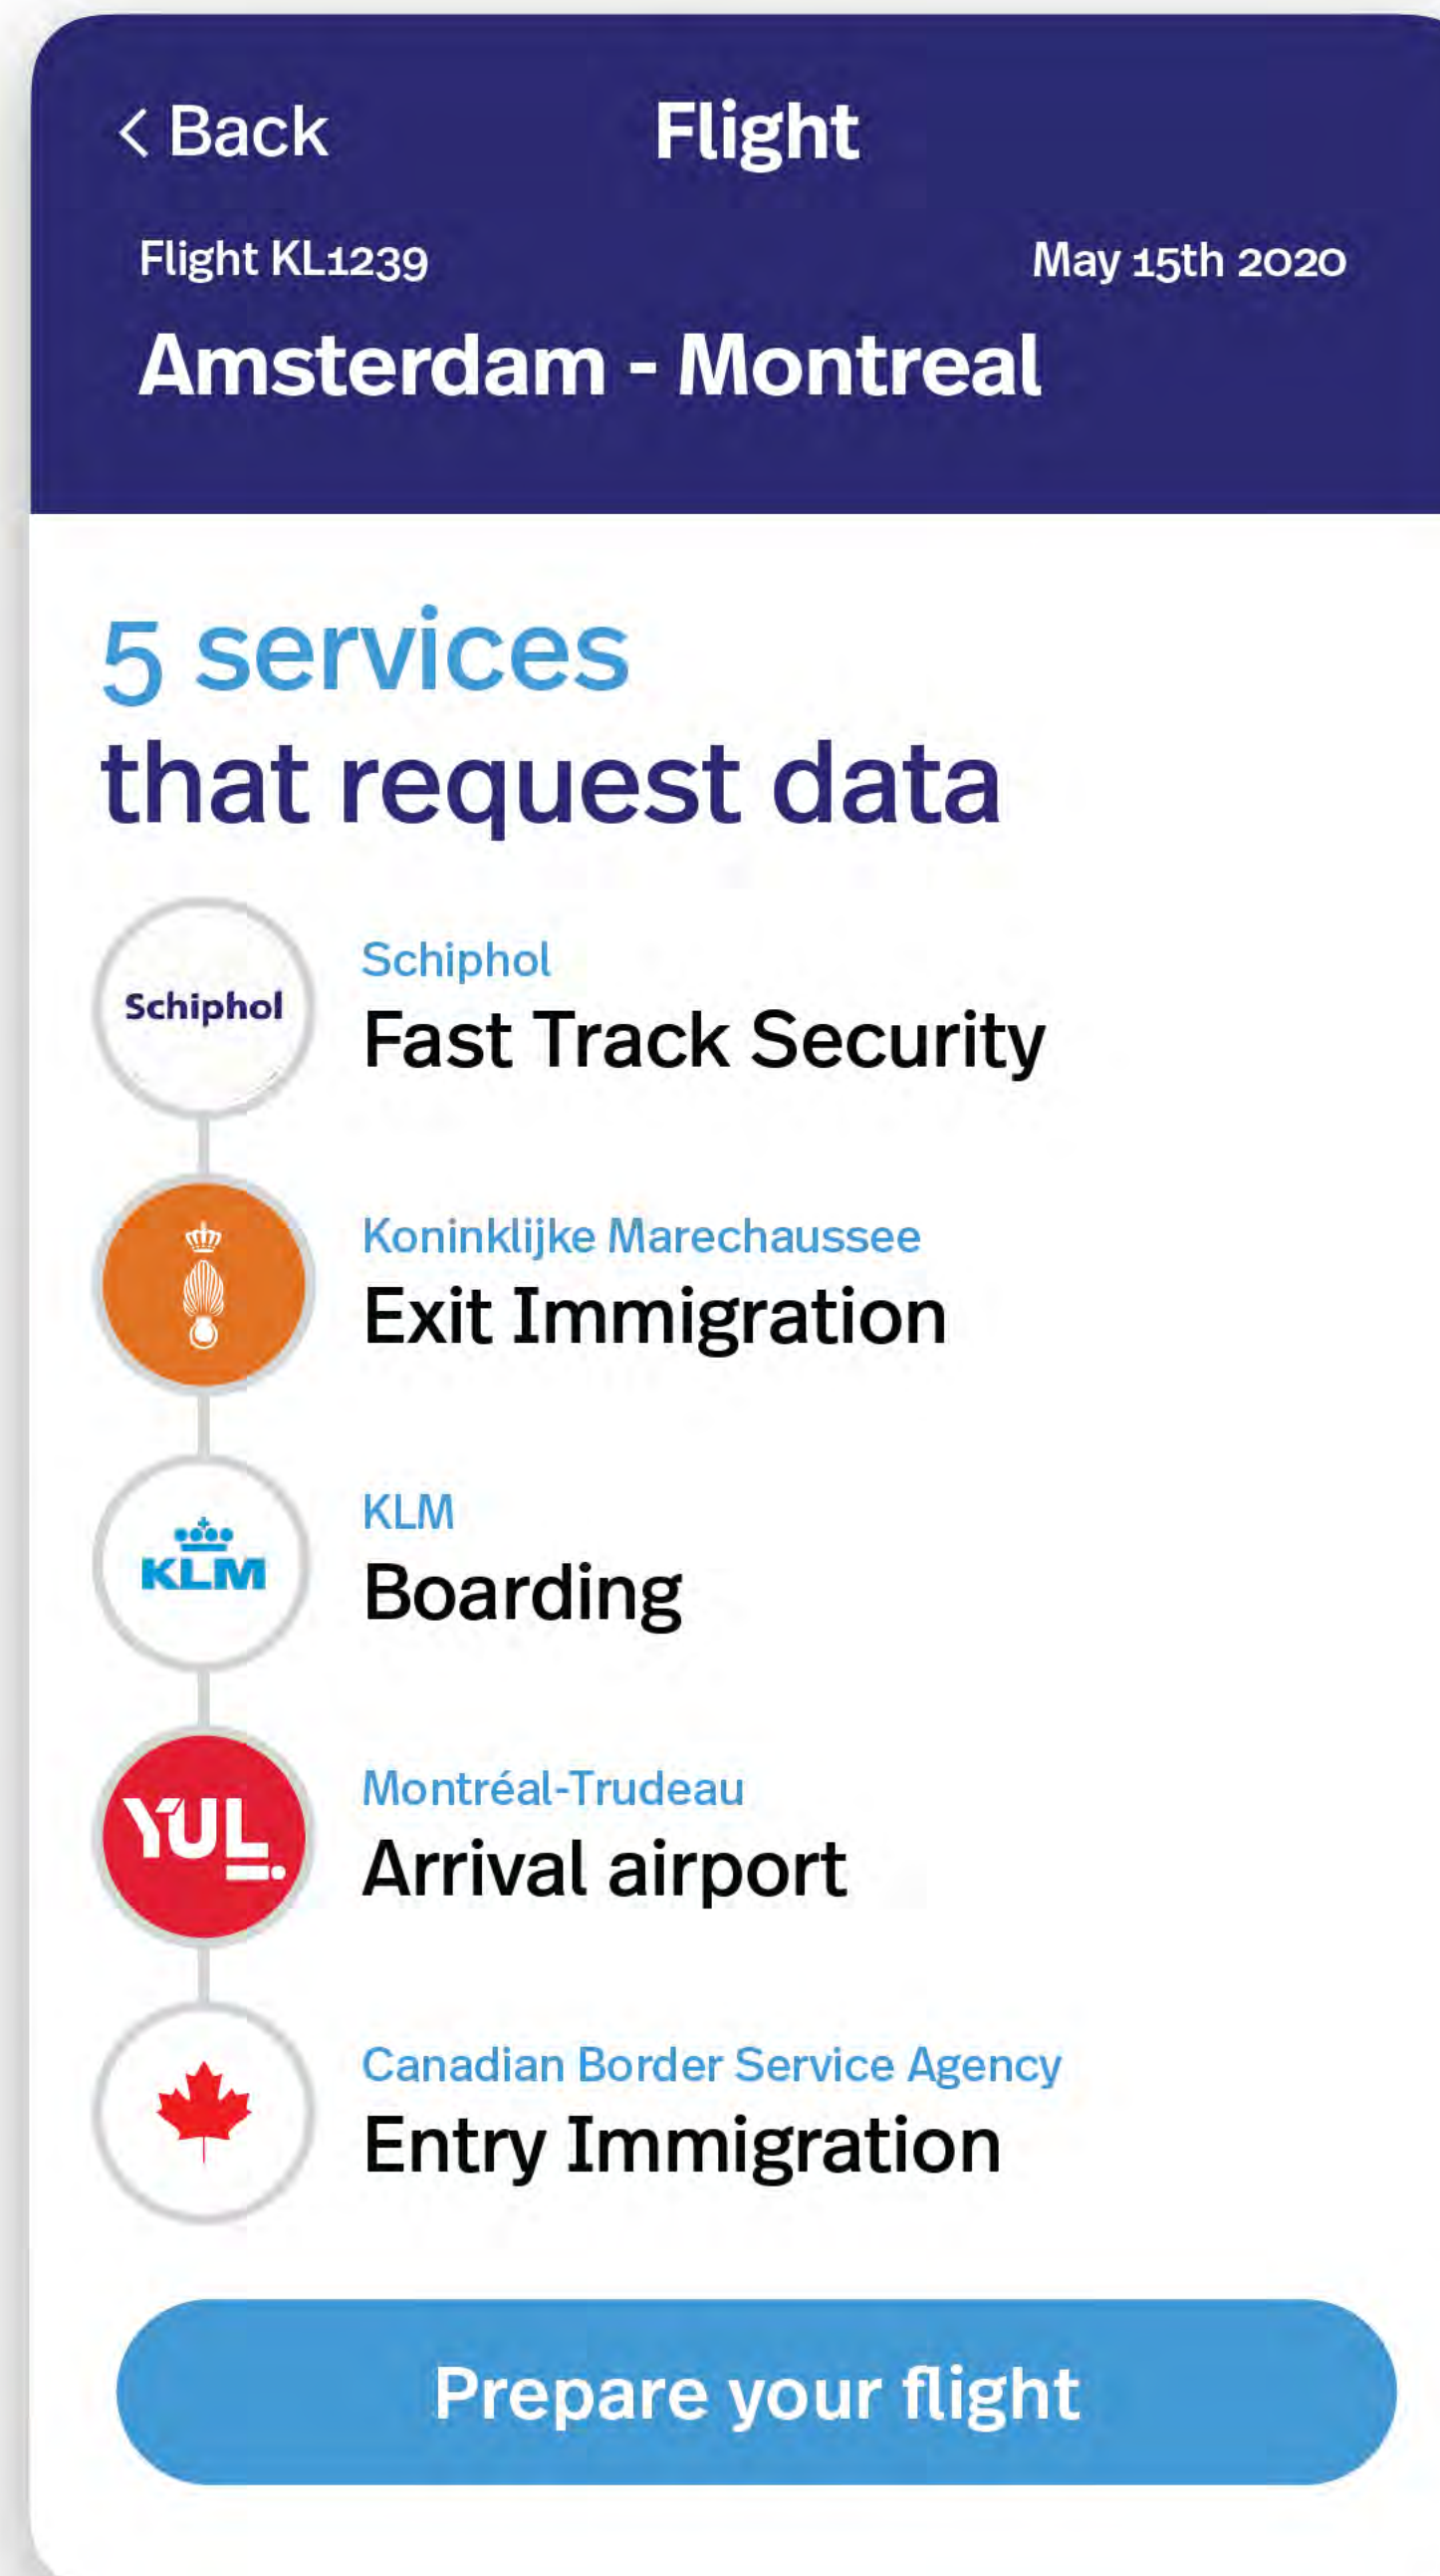 < Back
Flight
Flight KL1239
May 15th 2020
Amsterdam - Montreal
5 services
that request data
Schiphol
Schiphol
Fast Track Security
Koninklijke Marechaussee
Exit Immigration
KLM
KLM
Boarding
YUL
Montréal-Trudeau
Arrival airport
Canadian Border Service Agency
Entry Immigration
Prepare your flight